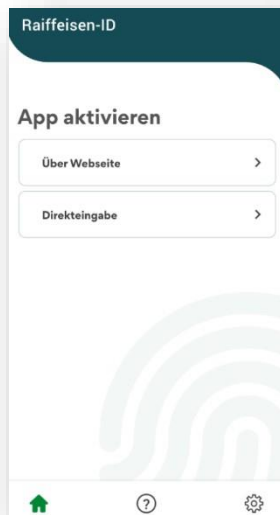 Raiffeisen-ID
App aktivieren
Über Webseite
Direkteingabe